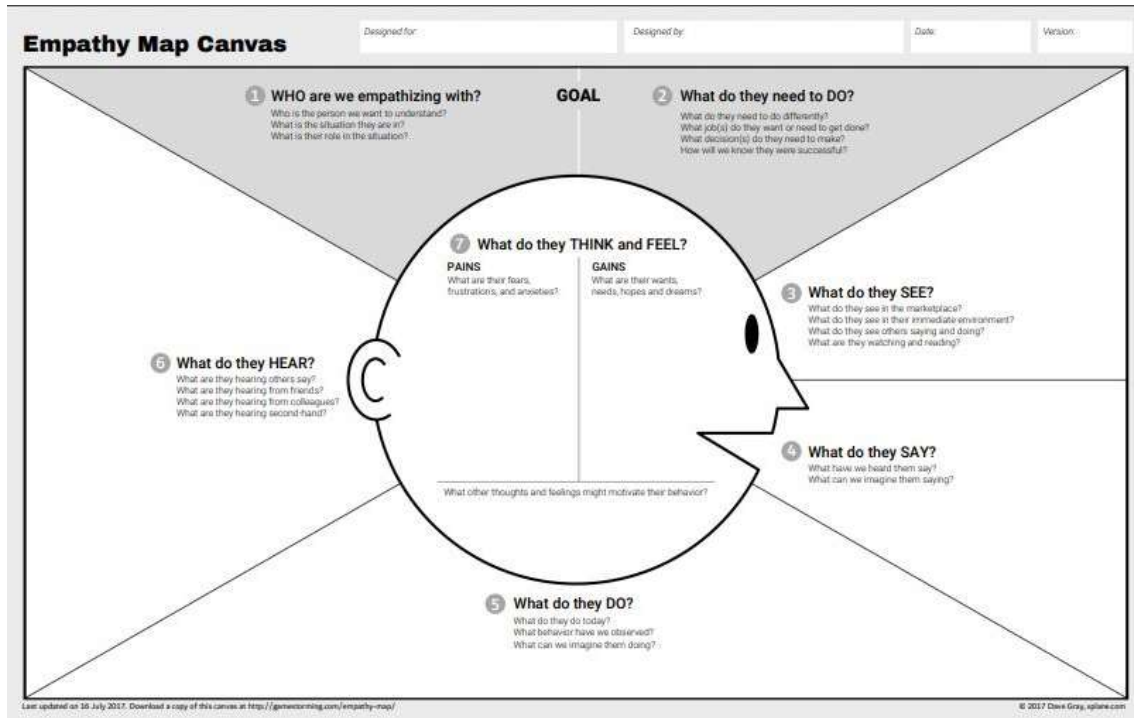 Empathy Map Canvas
Designed for:
Designed by:
Date:
Version:
1 WHO are we empathizing with?
Who is the person we want to understand?
What is the situation they are in?
What is their role in the situation?
GOAL
2 What do they need to DO?
What do they need to do differently?
What job(s) do they want or need to get done?
What decision(s) do they need to make?
How will we know they were successful?
3 What do they SEE?
What do they see in the marketplace?
What do they see in their immediate environment?
What do they see others saying and doing?
What are they watching and reading?
4 What do they SAY?
What have we heard them say?
What can we imagine them saying?
5 What do they DO?
What do they do today?
What behavior have we observed?
What can we imagine them doing?
6 What do they HEAR?
What are they hearing others say?
What are they hearing from friends?
What are they hearing from colleagues?
What are they hearing second-hand?
7 What do they THINK and FEEL?
PAINS
What are their fears,
frustrations, and anxieties?
GAINS
What are their wants,
needs, hopes and dreams?
What other thoughts and feelings might motivate their behavior?
Last updated on 16 July 2017. Download a copy of this canvas at http://gamestorming.com/empathy-map/
© 2017 Dave Gray, xplane.com